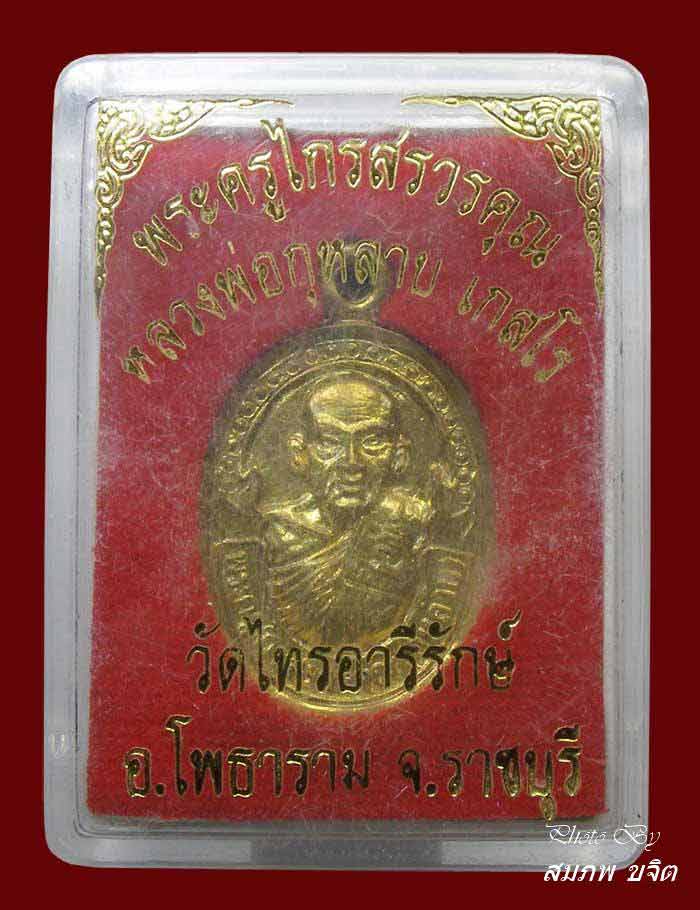 พระครูไกรสรวรคุณ
หลวงพ่อกุหลาบ เกสโร
วัดไทรอารีรักษ์
อ.โพธาราม จ.ราชบุรี
Photo By
สมภพ บจิต